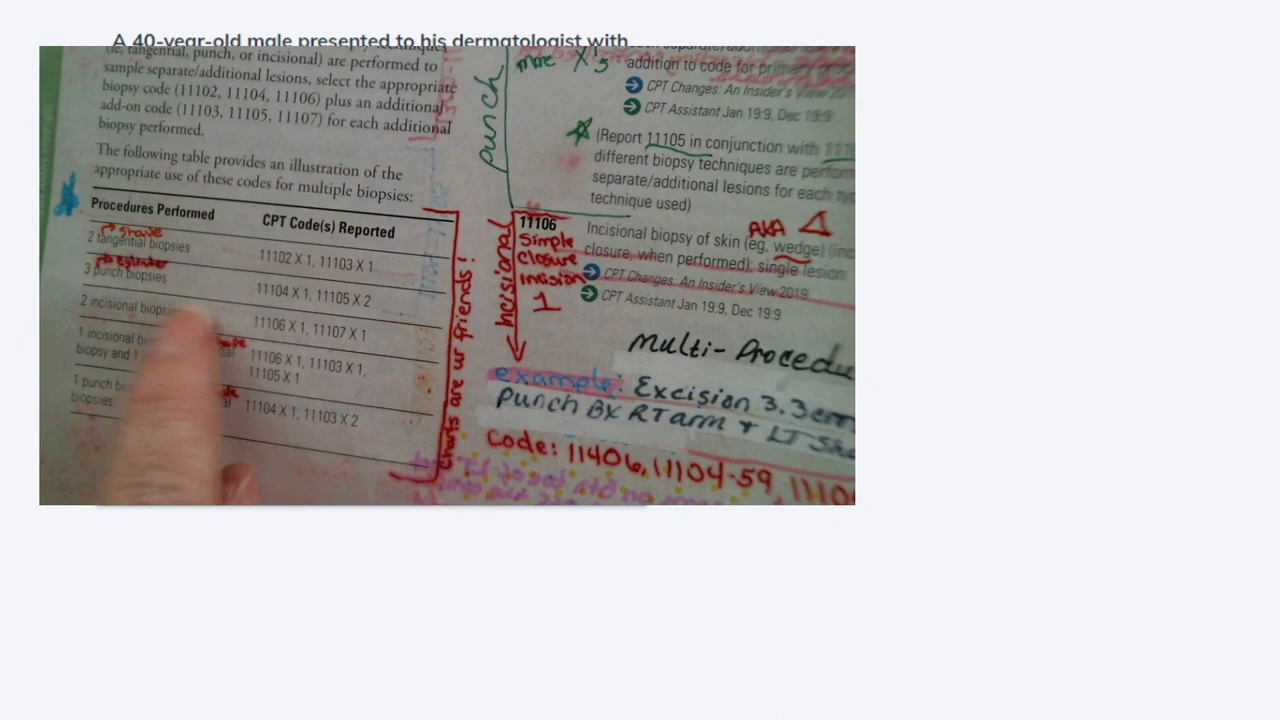 A 40-year-old male presented to his dermatologist with
(ie, tangential, punch, or incisional) are performed to
sample separate/additional lesions, select the appropriate
biopsy code (11102, 11104, 11106) plus an additional
add-on code (11103, 11105, 11107) for each additional
biopsy performed.
The following table provides an illustration of the
appropriate use of these codes for multiple biopsies:
Procedures Performed CPT Code(s) Reported
shave
2 tangential biopsies 11102 X 1, 11103 X 1
cylinder
3 punch biopsies 11104 X 1, 11105 X 2
2 incisional 11106 X 1, 11107 X 1
1 incisional 11106 X 1, 11103 X 1,
biopsy and 1 11105 X 1
1 punch 11104 X 1, 11103 X 2
biopsies
Charts are ur friends!
punch
more X 5
addition to code for primary
CPT Changes: An Insider's View
CPT Assistant Jan 19:9, Dec 19:9
(Report 11105 in conjunction with
different biopsy techniques are
separate/additional lesions for each
technique used)
incisional
AKA
11106 Incisional biopsy of skin (eg, wedge)
Simple closure, when performed); single lesion
closure
incision CPT Changes: An Insider's View 2019
1 CPT Assistant Jan 19:9, Dec 19:9
Multi-
example: Excision 3.3cm
Punch Bx RT arm + LT
Code: 11406, 11104-59,